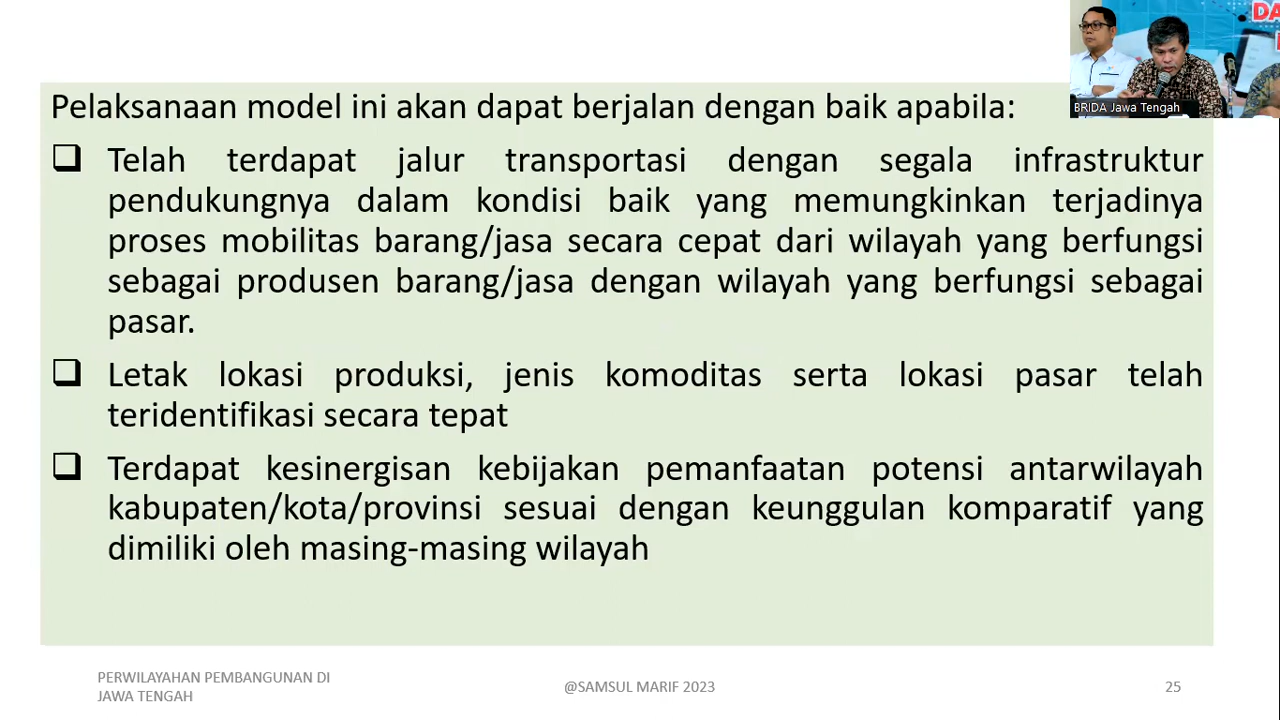 DA
BRIDA Jawa Tengah
Pelaksanaan model ini akan dapat berjalan dengan baik apabila:
Telah terdapat jalur transportasi dengan segala infrastruktur
pendukungnya dalam kondisi baik yang memungkinkan terjadinya
proses mobilitas barang/jasa secara cepat dari wilayah yang berfungsi
sebagai produsen barang/jasa dengan wilayah yang berfungsi sebagai
pasar.
Letak lokasi produksi, jenis komoditas serta lokasi pasar telah
teridentifikasi secara tepat
Terdapat kesinergisan kebijakan pemanfaatan potensi antarwilayah
kabupaten/kota/provinsi sesuai dengan keunggulan komparatif yang
dimiliki oleh masing-masing wilayah
PERWILAYAHAN PEMBANGUNAN DI
JAWA TENGAH
@SAMSUL MARIF 2023
25